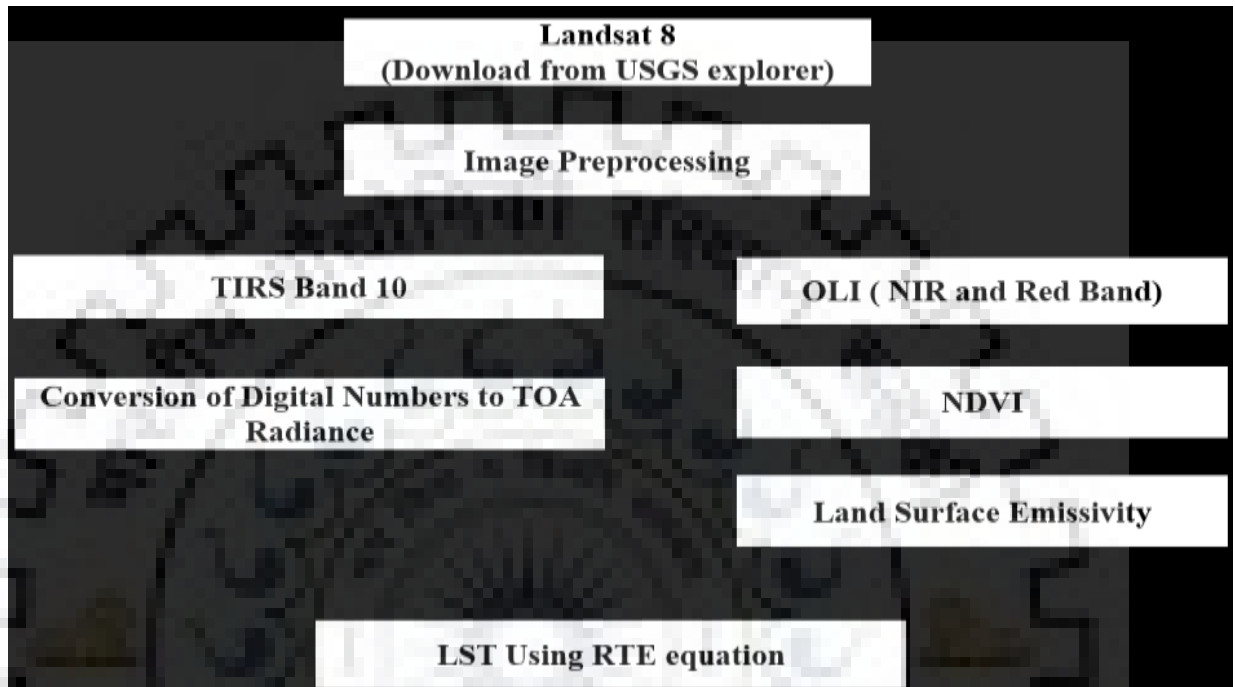 Landsat 8
(Download from USGS explorer)
Image Preprocessing
TIRS Band 10
OLI ( NIR and Red Band)
Conversion of Digital Numbers to TOA
Radiance
NDVI
Land Surface Emissivity
LST Using RTE equation